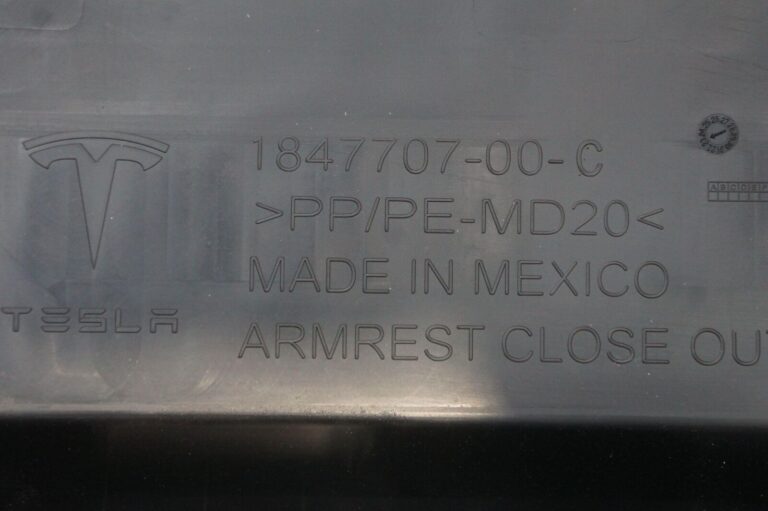 1847707-00-C
>PP/PE-MD20<
MADE IN MEXICO
TESLA
ARMREST CLOSE OU